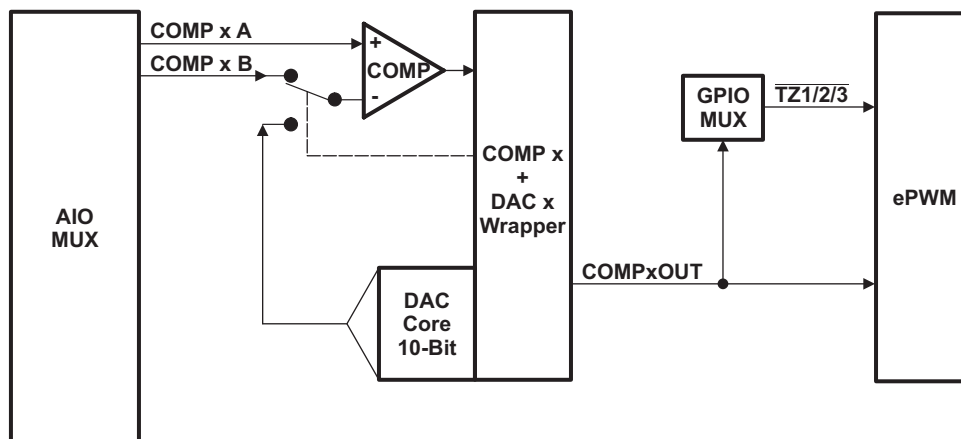 COMP x A
COMP x B
+
COMP
-
AIO
MUX
COMP x
+
DAC x
Wrapper
DAC
Core
10-Bit
COMPxOUT
GPIO
MUX
TZ1/2/3
ePWM